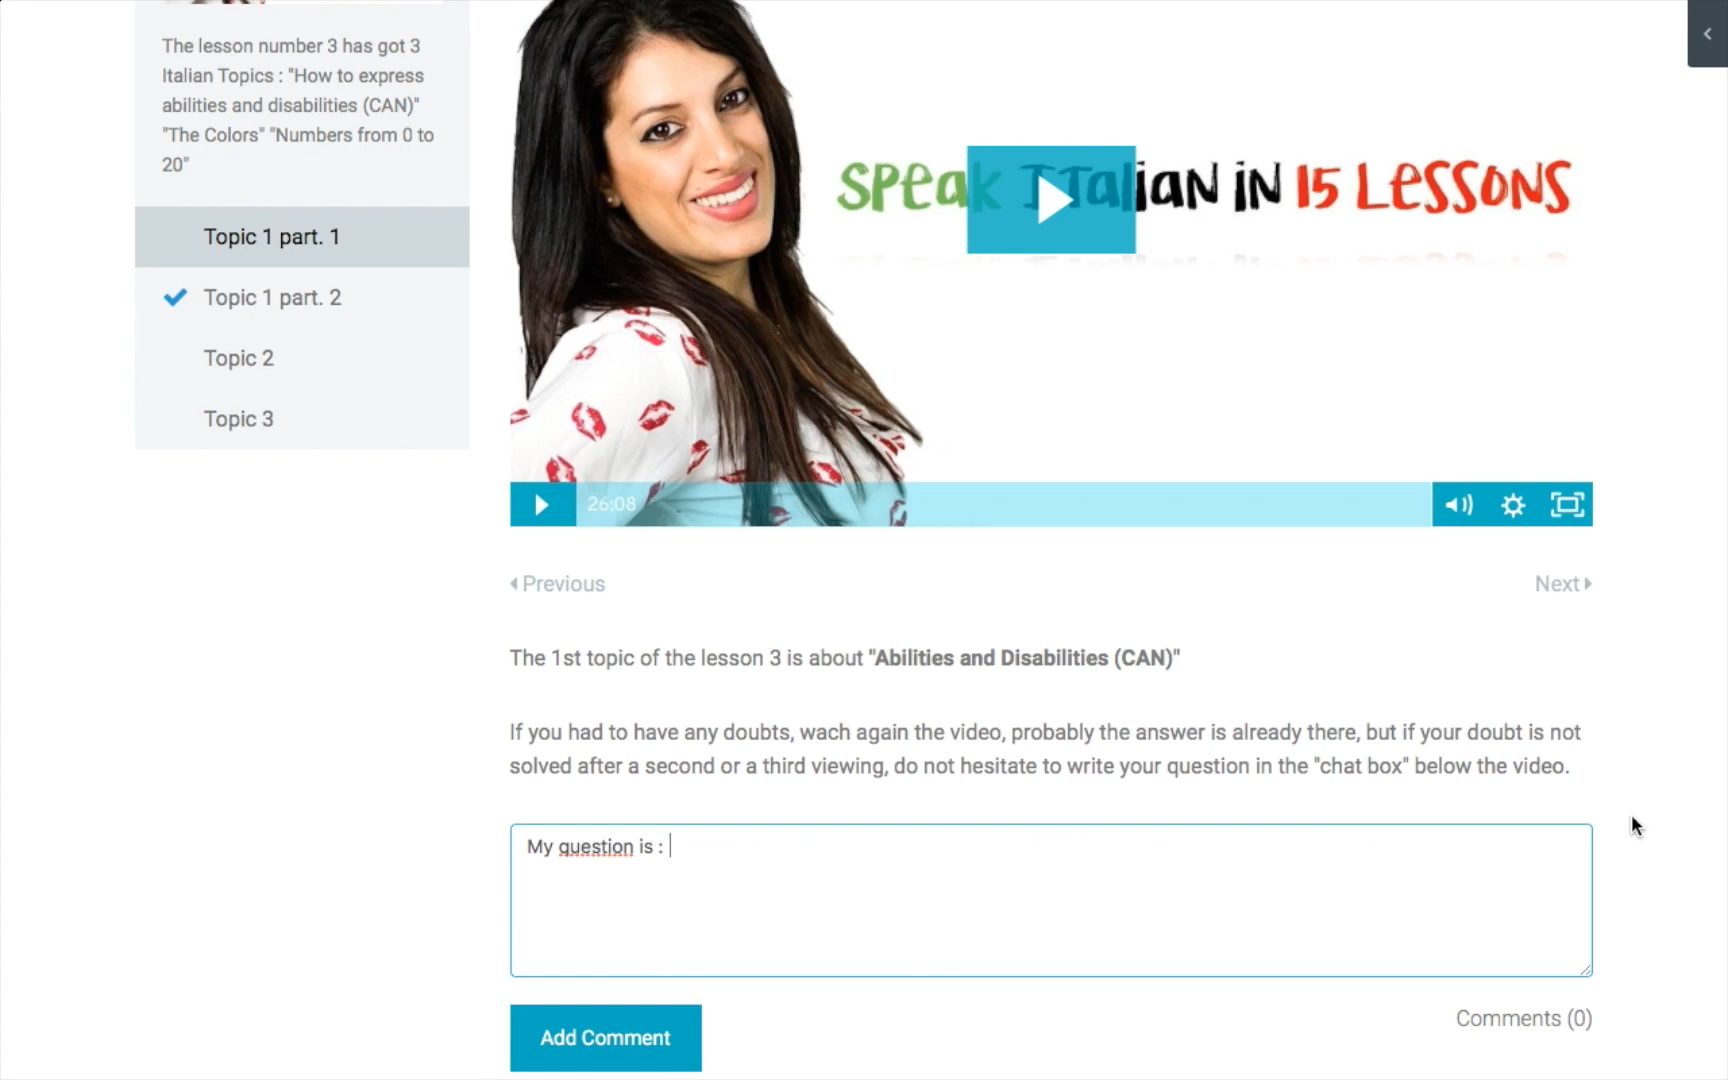 The lesson number 3 has got 3
Italian Topics : "How to express
abilities and disabilities (CAN)"
"The Colors" "Numbers from 0 to
20"
Topic 1 part. 1
Topic 1 part. 2
Topic 2
Topic 3
SPeak ITalian in 15 Lessons
26:08
Previous
Next
The 1st topic of the lesson 3 is about "Abilities and Disabilities (CAN)"
If you had to have any doubts, wach again the video, probably the answer is already there, but if your doubt is not
solved after a second or a third viewing, do not hesitate to write your question in the "chat box" below the video.
My question is :
Add Comment
Comments (0)